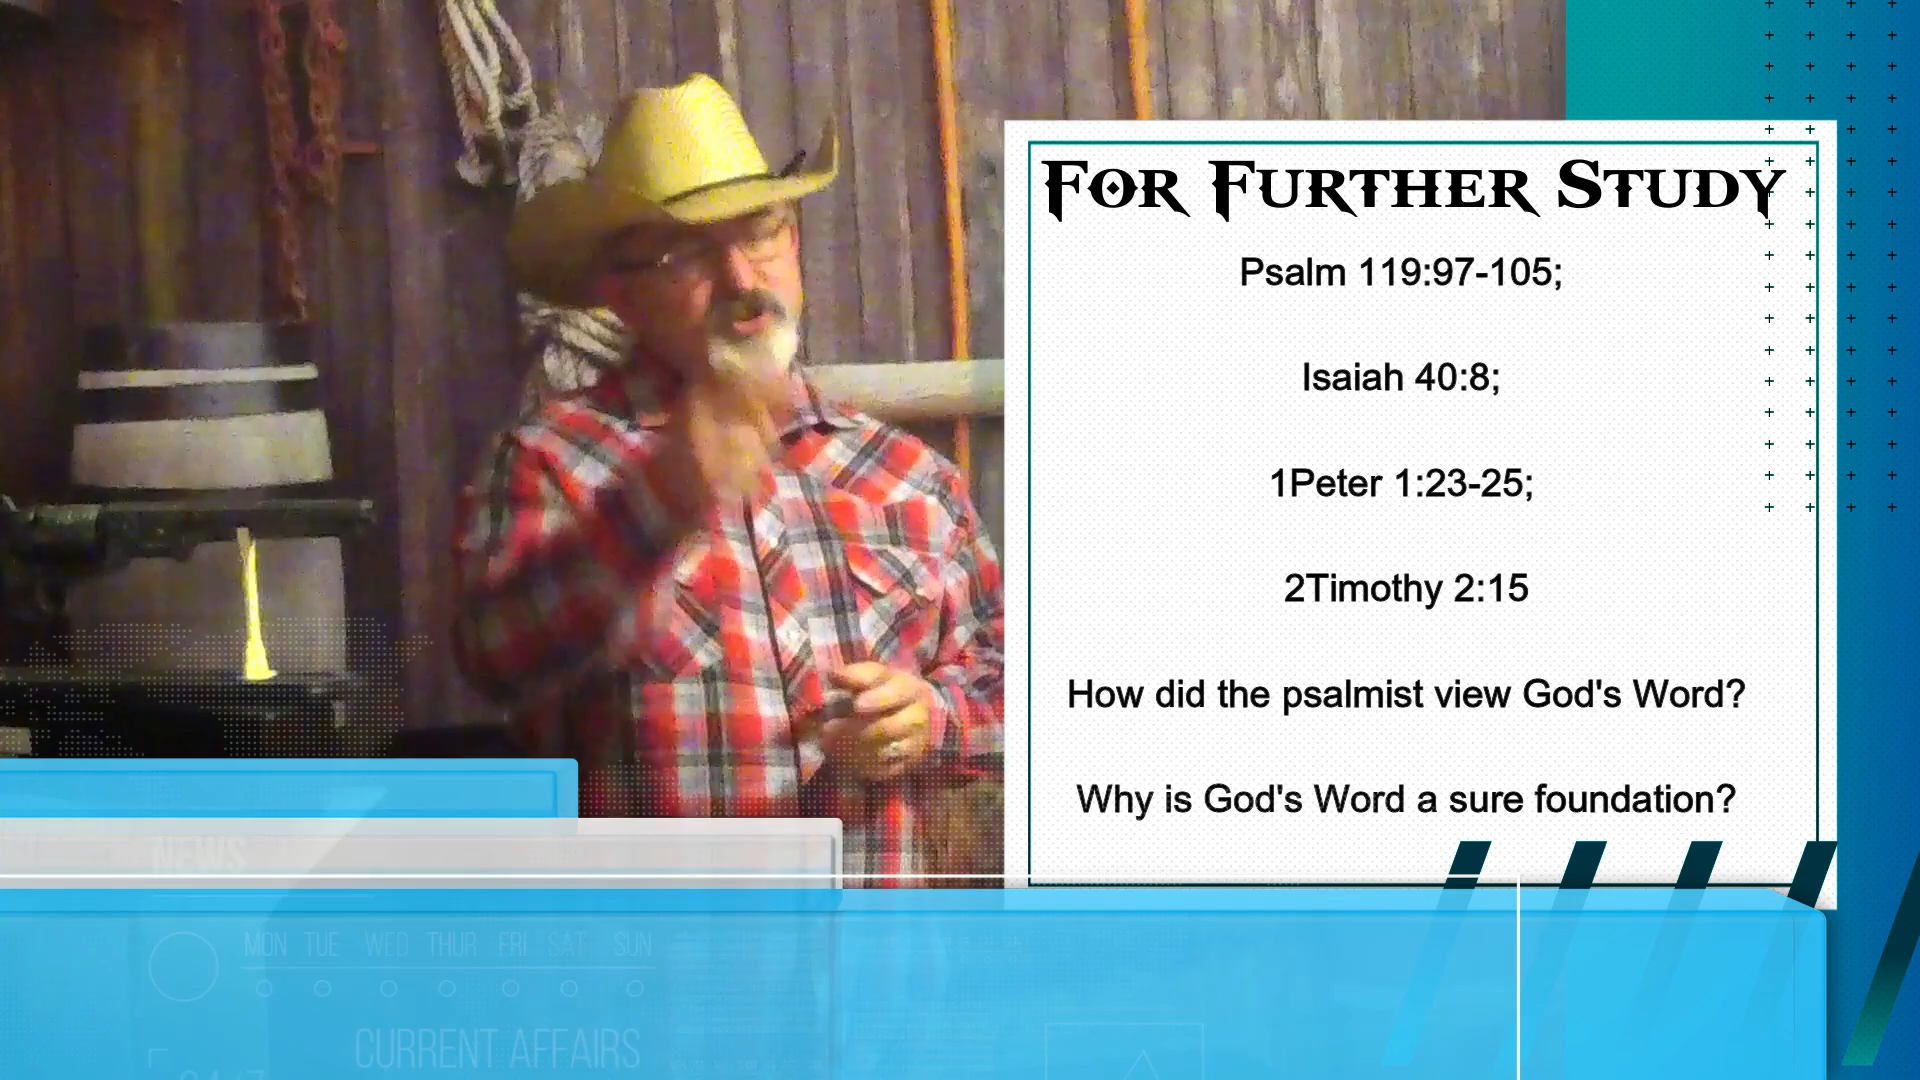 For Further Study
Psalm 119:97-105;
Isaiah 40:8;
1Peter 1:23-25;
2Timothy 2:15
How did the psalmist view God's Word?
Why is God's Word a sure foundation?
NEWS
MON TUE WED THUR FRI SAT SUN
CURRENT AFFAIRS